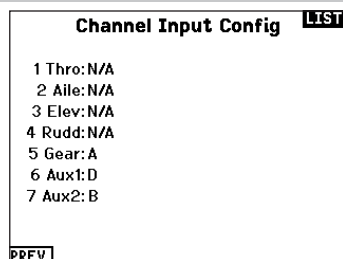 Channel Input Config
LIST
1 Thro: N/A
2 Aile: N/A
3 Elev: N/A
4 Rudd: N/A
5 Gear: A
6 Aux1: D
7 Aux2: B
PREV